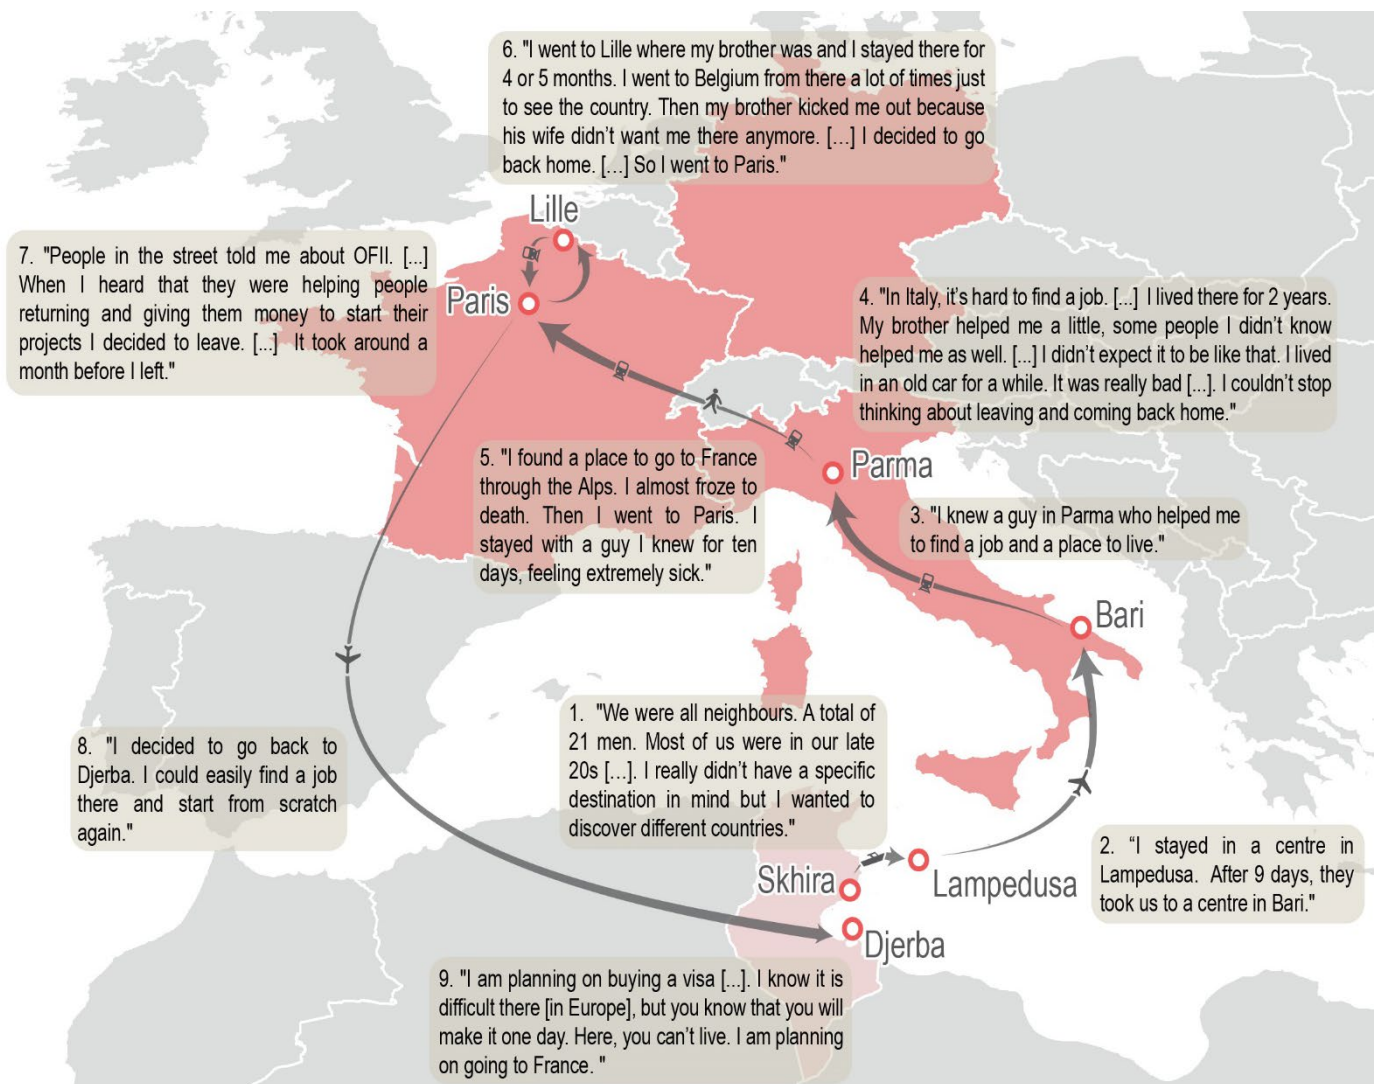 6. "I went to Lille where my brother was and I stayed there for
4 or 5 months. I went to Belgium from there a lot of times just
to see the country. Then my brother kicked me out because
his wife didn’t want me there anymore. [...] I decided to go
back home. [...] So I went to Paris."
Lille
7. "People in the street told me about OFII. [...]
When I heard that they were helping people
returning and giving them money to start their
projects I decided to leave. [...] It took around a
month before I left."
Paris
4. "In Italy, it’s hard to find a job. [...] I lived there for 2 years.
My brother helped me a little, some people I didn’t know
helped me as well. [...] I didn’t expect it to be like that. I lived
in an old car for a while. It was really bad [...]. I couldn’t stop
thinking about leaving and coming back home."
5. "I found a place to go to France
through the Alps. I almost froze to
death. Then I went to Paris. I
stayed with a guy I knew for ten
days, feeling extremely sick."
Parma
3. "I knew a guy in Parma who helped me
to find a job and a place to live."
Bari
1. "We were all neighbours. A total of
21 men. Most of us were in our late
20s [...]. I really didn’t have a specific
destination in mind but I wanted to
discover different countries."
8. "I decided to go back to
Djerba. I could easily find a job
there and start from scratch
again."
Skhira
Lampedusa
2. “I stayed in a centre in
Lampedusa. After 9 days, they
took us to a centre in Bari."
Djerba
9. "I am planning on buying a visa [...]. I know it is
difficult there [in Europe], but you know that you will
make it one day. Here, you can’t live. I am planning
on going to France. "